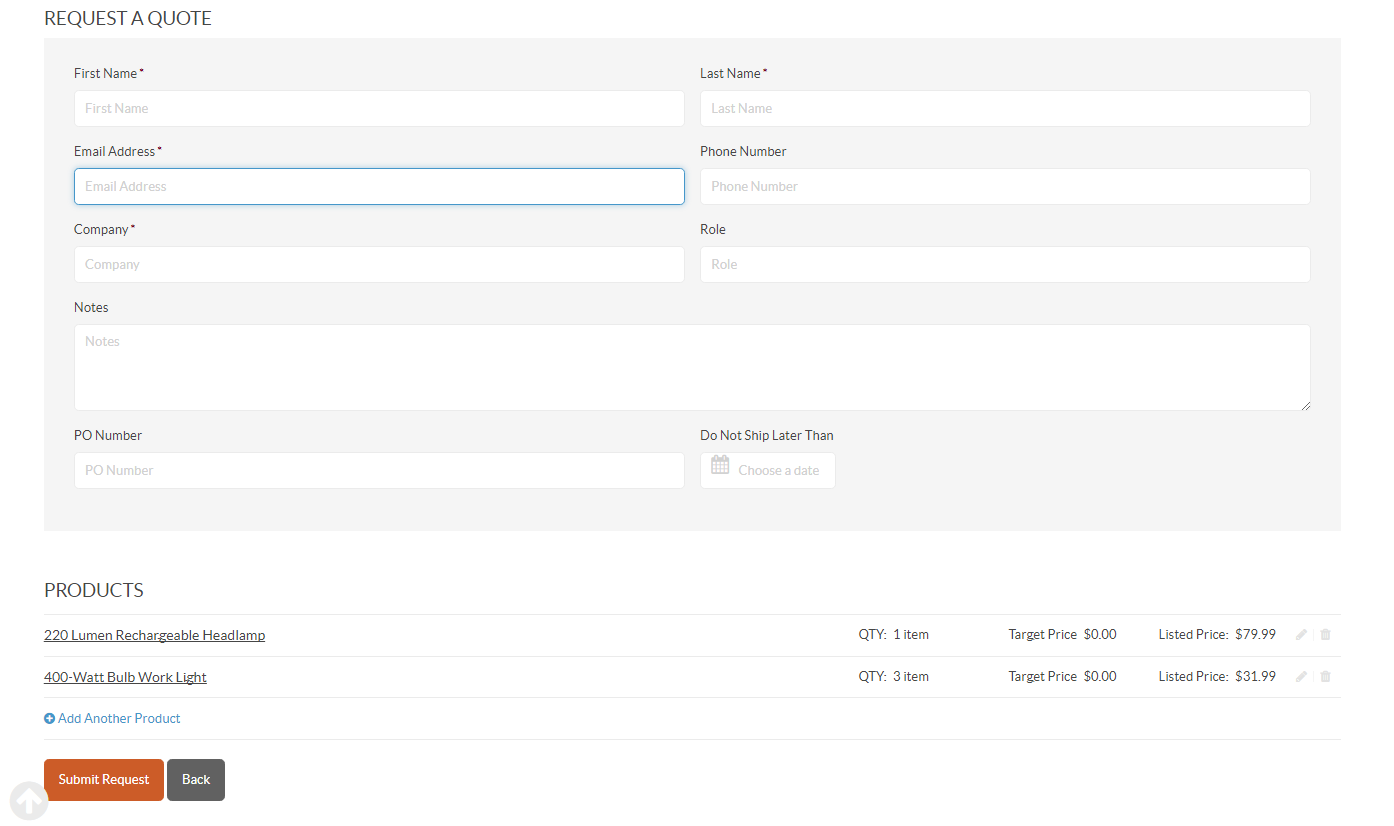 REQUEST A QUOTE
First Name* Last Name*
First Name Last Name
Email Address* Phone Number
Email Address Phone Number
Company* Role
Company Role
Notes
Notes
PO Number Do Not Ship Later Than
PO Number Choose a date
PRODUCTS
220 Lumen Rechargeable Headlamp QTY: 1 item Target Price $0.00 Listed Price: $79.99
400-Watt Bulb Work Light QTY: 3 item Target Price $0.00 Listed Price: $31.99
Add Another Product
Submit Request Back